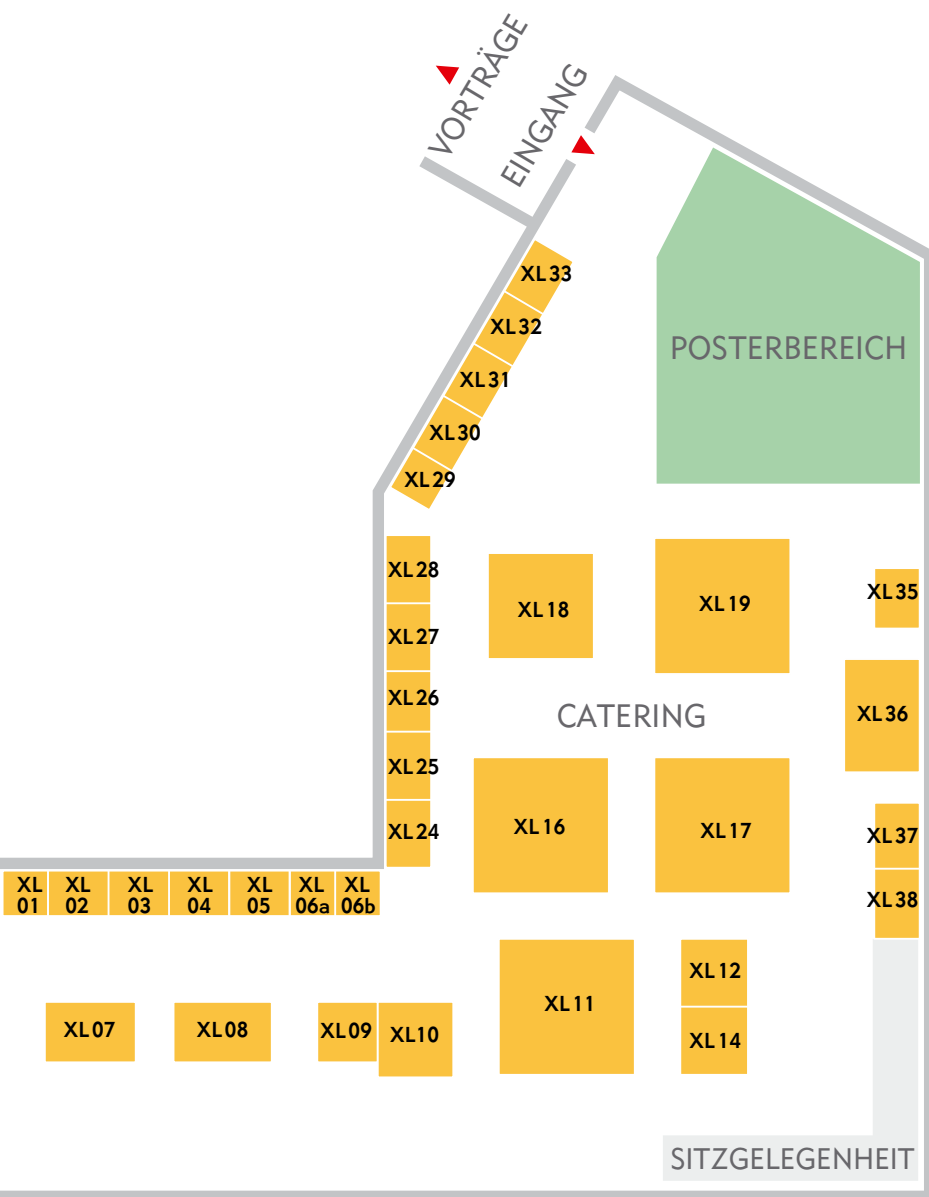 VORTRÄGE
EINGANG
XL33
XL32
POSTERBEREICH
XL31
XL30
XL29
XL28
XL35
XL18
XL19
XL27
XL26
CATERING
XL36
XL25
XL16
XL17
XL24
XL37
XL
01
XL
02
XL
03
XL
04
XL
05
XL
06a
XL
06b
XL38
XL12
XL11
XL07
XL08
XL09
XL10
XL14
SITZGELEGENHEIT